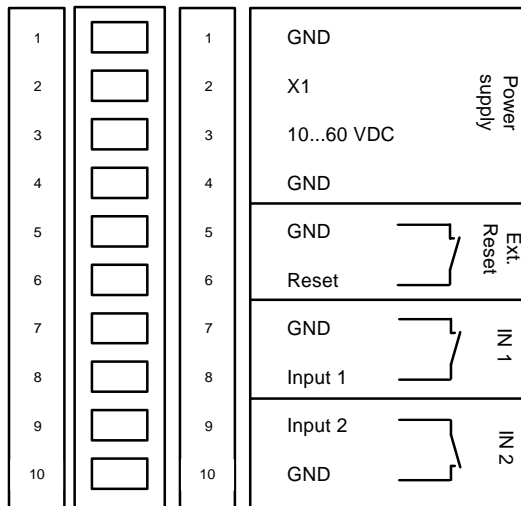 1 1 GND
2 2 X1
3 3 10...60 VDC
4 4 GND
Power
supply
5 5 GND
6 6 Reset
Ext.
Reset
7 7 GND
8 8 Input 1
IN 1
9 9 Input 2
10 10 GND
IN 2